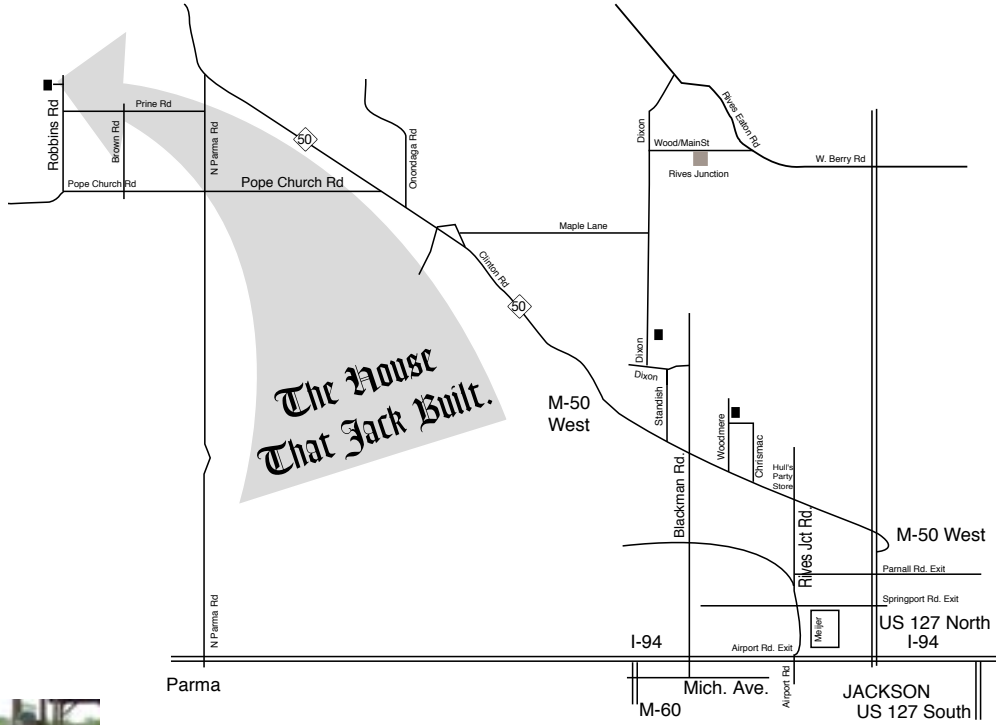 Prine Rd
Robbins Rd
Brown Rd
N Parma Rd
Pope Church Rd
Pope Church Rd
50
Onondaga Rd
Dixon
Rives Eaton Rd
Wood/MainSt
Rives Junction
W. Berry Rd
Maple Lane
Clinton Rd
50
The House
That Jack Built.
Dixon
Dixon
Standish
M-50
West
Woodmere
Chrismac
Hull's
Party
Store
Blackman Rd.
Rives Jct Rd.
M-50 West
Parnall Rd. Exit
Springport Rd. Exit
N Parma Rd
Meijer
US 127 North
I-94
I-94
Airport Rd. Exit
Parma
Mich. Ave.
Airport Rd
M-60
JACKSON
US 127 South